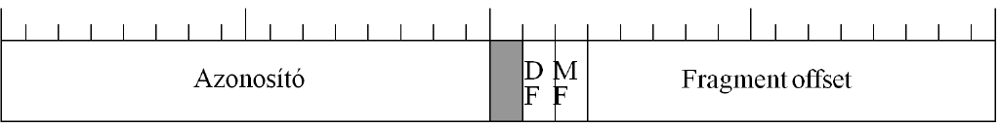 Azonosító
D M
F F
Fragment offset